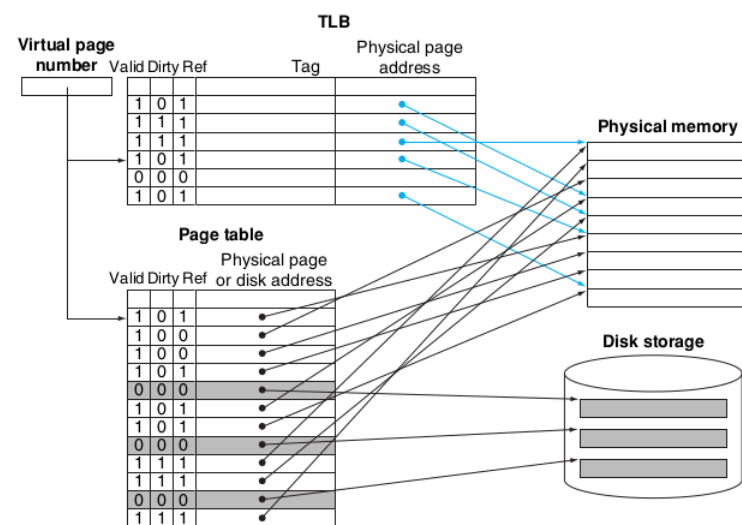 TLB
Virtual page
number
Physical page
address
Valid Dirty Ref
Tag
1 0 1
1 1 1
1 1 1
1 0 1
0 0 0
1 0 1
Physical memory
Page table
Physical page
or disk address
Valid Dirty Ref
1 0 1
1 0 0
1 0 0
1 0 1
0 0 0
1 0 1
1 0 1
0 0 0
1 1 1
1 1 1
0 0 0
1 1 1
Disk storage